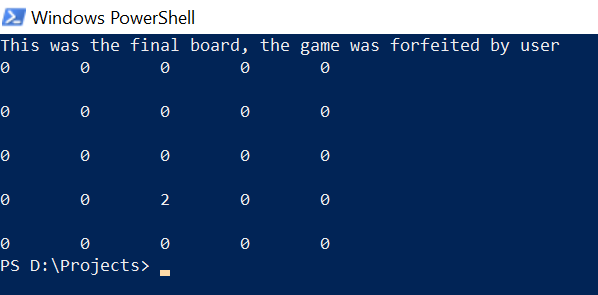 Windows PowerShell
This was the final board, the game was forfeited by user
0 0 0 0 0
0 0 0 0 0
0 0 0 0 0
0 0 2 0 0
0 0 0 0 0
PS D:\Projects>